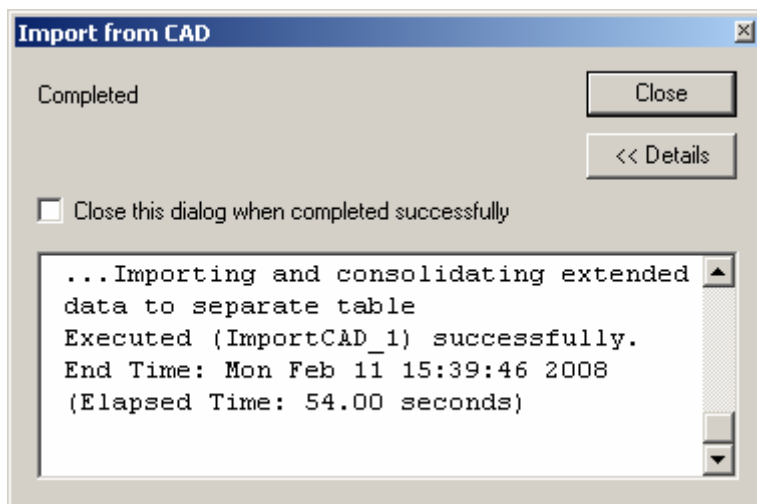 Import from CAD
Completed
Close
<< Details
Close this dialog when completed successfully
...Importing and consolidating extended
data to separate table
Executed (ImportCAD_1) successfully.
End Time: Mon Feb 11 15:39:46 2008
(Elapsed Time: 54.00 seconds)